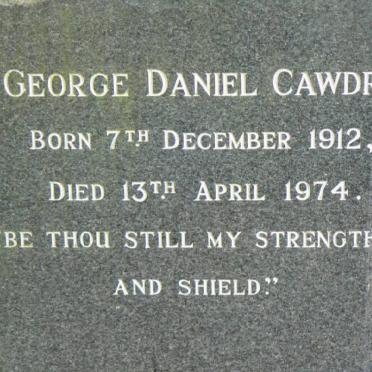 GEORGE DANIEL CAWDR
BORN 7TH DECEMBER 1912,
DIED 13TH APRIL 1974.
"BE THOU STILL MY STRENGTH
AND SHIELD."